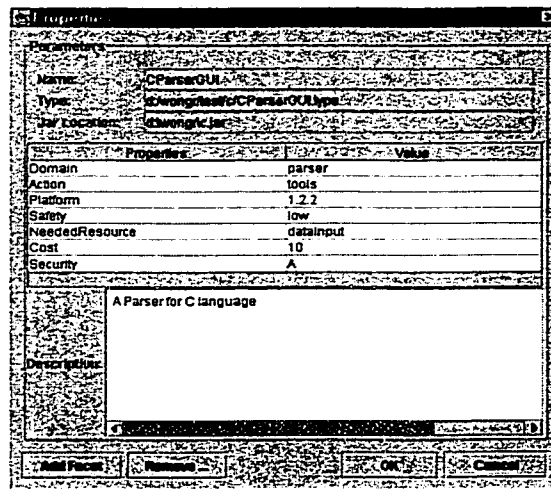 Properties
Parameters
Name: CParserGUI
Type:
Jar Location:
Properties Value
Domain parser
Action tools
Platform 1.2.2
Safety low
NeededResource dataInput
Cost 10
Security A
Description: A Parser for C language
Add Facet Remove OK Cancel